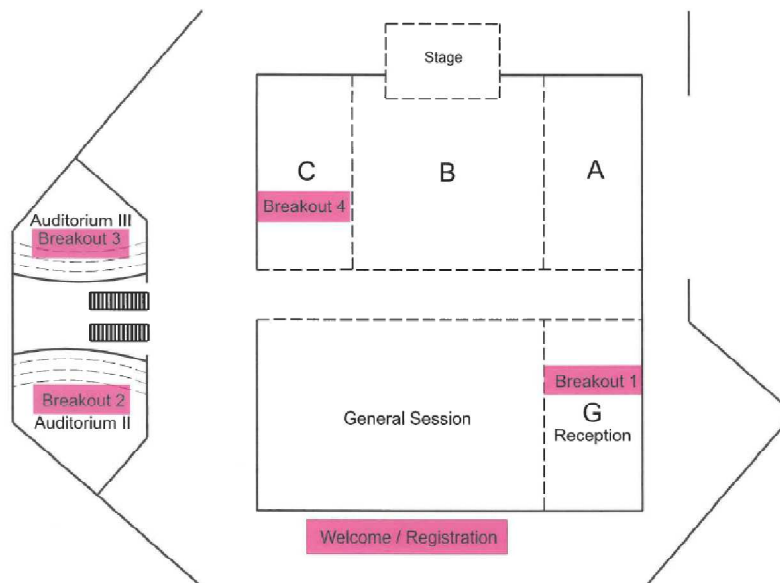 Stage
C
B
A
Breakout 4
Auditorium III
Breakout 3
Breakout 2
Auditorium II
Breakout 1
General Session
G
Reception
Welcome / Registration